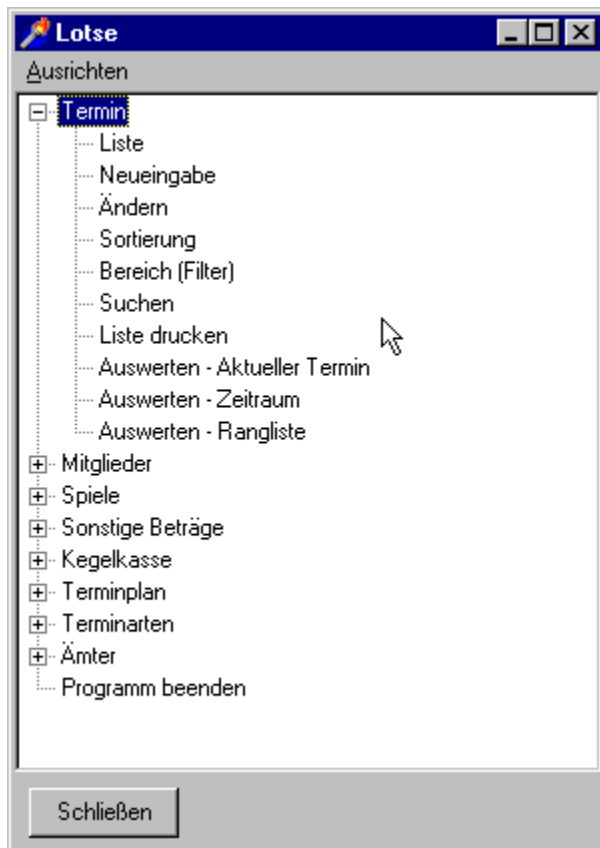 Lotse
Ausrichten
Termin
Liste
Neueingabe
Ändern
Sortierung
Bereich (Filter)
Suchen
Liste drucken
Auswerten - Aktueller Termin
Auswerten - Zeitraum
Auswerten - Rangliste
Mitglieder
Spiele
Sonstige Beträge
Kegelkasse
Terminplan
Terminarten
Ämter
Programm beenden
Schließen